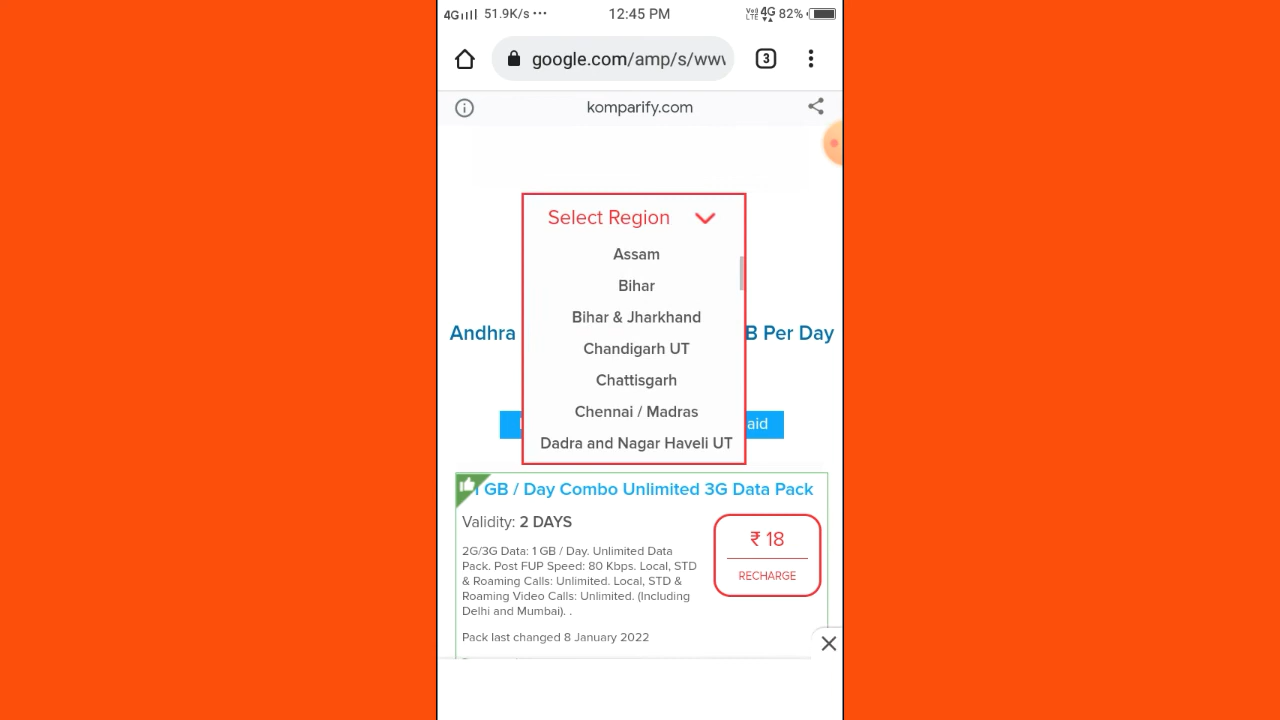 4G 51.9K/s ··· 12:45 PM VoLTE 4G 82%
google.com/amp/s/www 3
komparify.com
Select Region
Assam
Bihar
Bihar & Jharkhand
Andhra B Per Day
Chandigarh UT
Chattisgarh
Chennai / Madras
aid
Dadra and Nagar Haveli UT
1 GB / Day Combo Unlimited 3G Data Pack
Validity: 2 DAYS
₹ 18
2G/3G Data: 1 GB / Day. Unlimited Data
Pack. Post FUP Speed: 80 Kbps. Local, STD
& Roaming Calls: Unlimited. Local, STD &
RECHARGE
Roaming Video Calls: Unlimited. (Including
Delhi and Mumbai). .
Pack last changed 8 January 2022